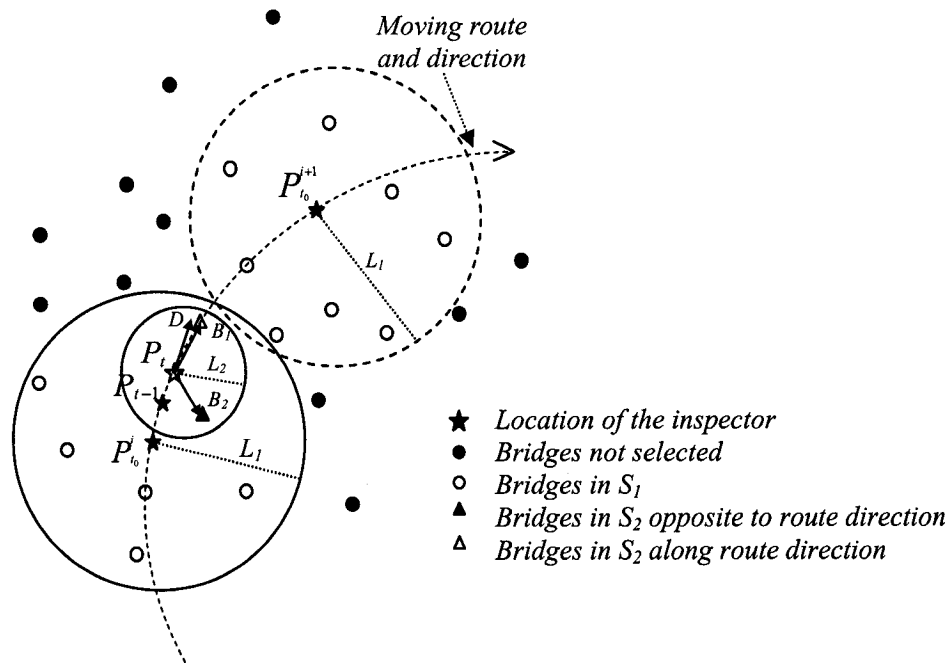 Moving route
and direction
P_{t_0}^{i+1}
L_1
D
B_1
P_t
L_2
P_{t-1}
B_2
P_{t_0}^{i}
L_1
Location of the inspector
Bridges not selected
Bridges in S_1
Bridges in S_2 opposite to route direction
Bridges in S_2 along route direction